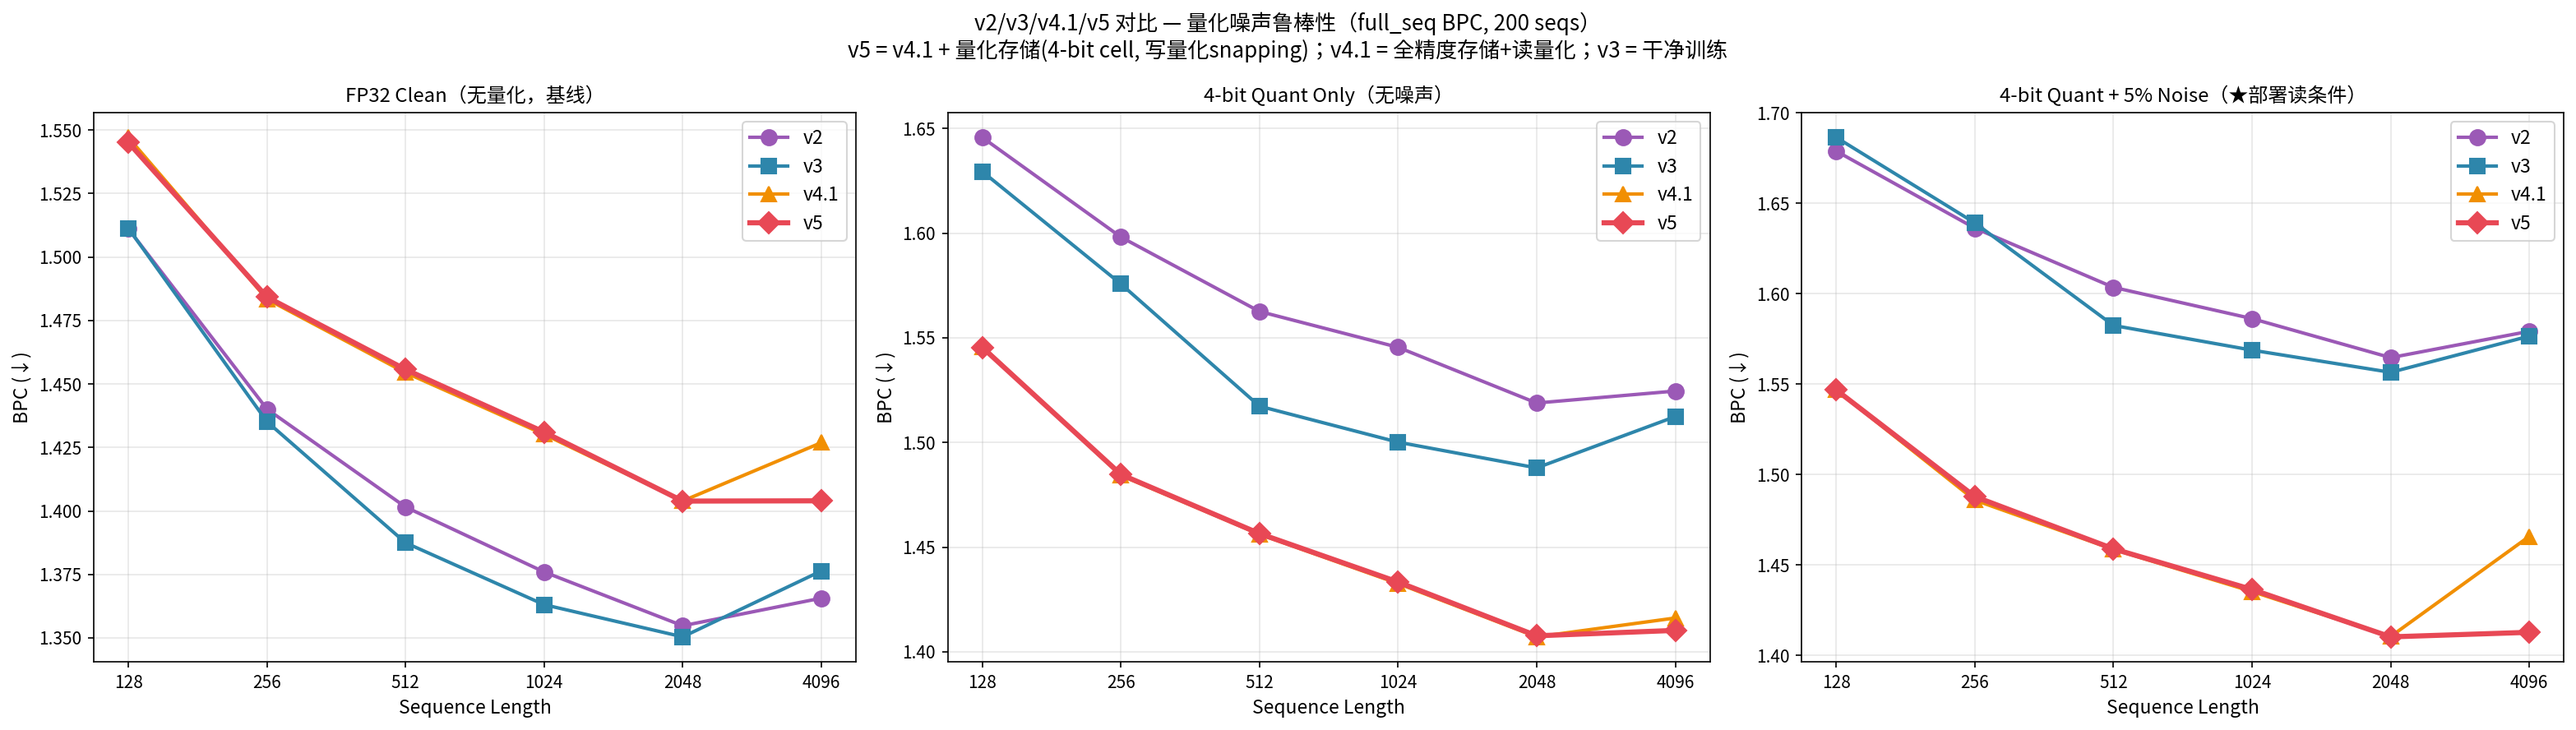 v2/v3/v4.1/v5 对比 — 量化噪声鲁棒性（full_seq BPC, 200 seqs）
v5 = v4.1 + 量化存储(4-bit cell, 写量化snapping)；v4.1 = 全精度存储+读量化；v3 = 干净训练
FP32 Clean（无量化，基线）
1.550
1.525
1.500
1.475
1.450
1.425
1.400
1.375
1.350
BPC (↓)
v2
v3
v4.1
v5
128
256
512
1024
2048
4096
Sequence Length
4-bit Quant Only（无噪声）
1.65
1.60
1.55
1.50
1.45
1.40
BPC (↓)
v2
v3
v4.1
v5
128
256
512
1024
2048
4096
Sequence Length
4-bit Quant + 5% Noise（★部署读条件）
1.70
1.65
1.60
1.55
1.50
1.45
1.40
BPC (↓)
v2
v3
v4.1
v5
128
256
512
1024
2048
4096
Sequence Length